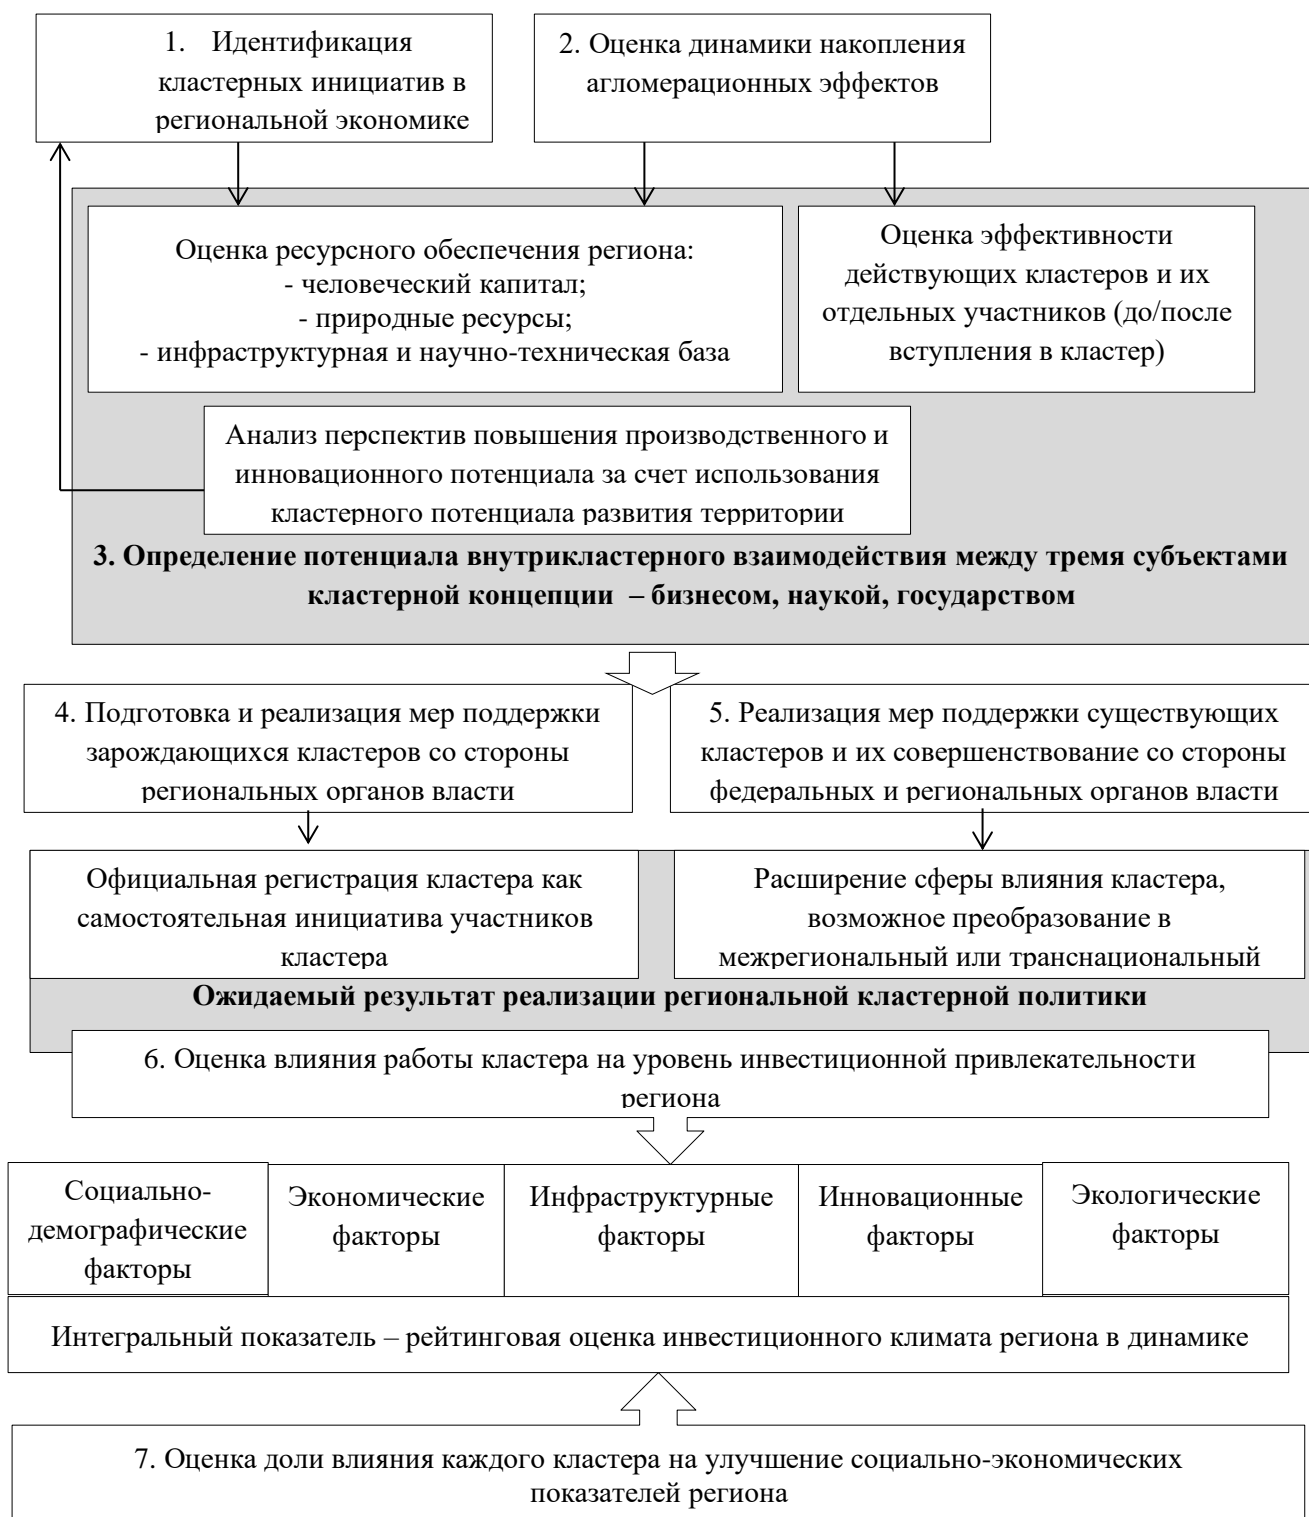 1. Идентификация
кластерных инициатив в
региональной экономике
2. Оценка динамики накопления
агломерационных эффектов
Оценка ресурсного обеспечения региона:
- человеческий капитал;
- природные ресурсы;
- инфраструктурная и научно-техническая база
Оценка эффективности
действующих кластеров и их
отдельных участников (до/после
вступления в кластер)
Анализ перспектив повышения производственного и
инновационного потенциала за счет использования
кластерного потенциала развития территории
3. Определение потенциала внутрикластерного взаимодействия между тремя субъектами
кластерной концепции – бизнесом, наукой, государством
4. Подготовка и реализация мер поддержки
зарождающихся кластеров со стороны
региональных органов власти
5. Реализация мер поддержки существующих
кластеров и их совершенствование со стороны
федеральных и региональных органов власти
Официальная регистрация кластера как
самостоятельная инициатива участников
кластера
Расширение сферы влияния кластера,
возможное преобразование в
межрегиональный или транснациональный
Ожидаемый результат реализации региональной кластерной политики
6. Оценка влияния работы кластера на уровень инвестиционной привлекательности
региона
Социально-
демографические
факторы
Экономические
факторы
Инфраструктурные
факторы
Инновационные
факторы
Экологические
факторы
Интегральный показатель – рейтинговая оценка инвестиционного климата региона в динамике
7. Оценка доли влияния каждого кластера на улучшение социально-экономических
показателей региона